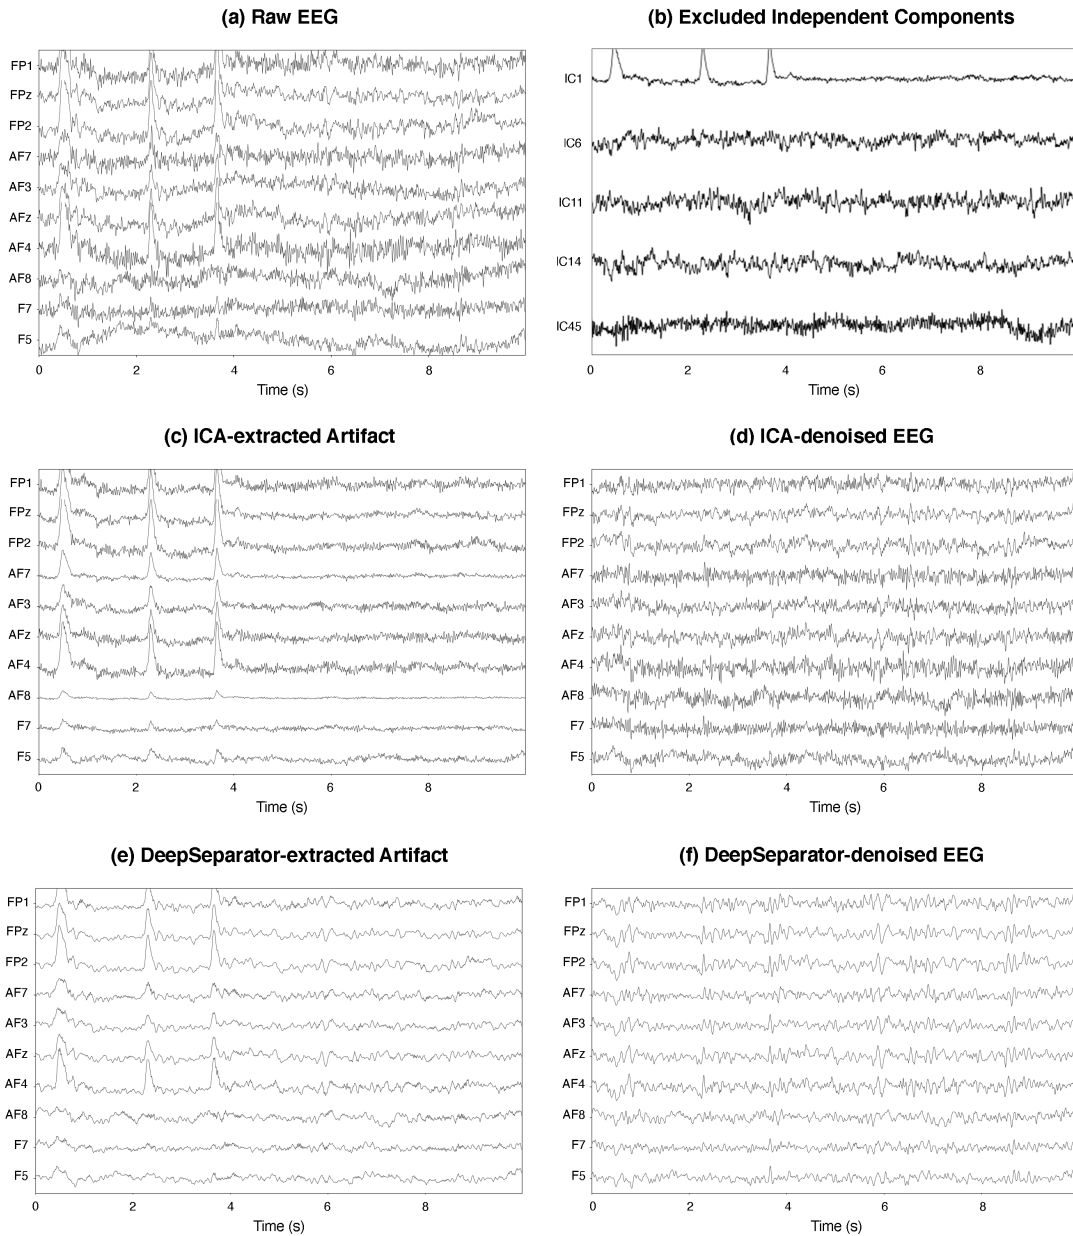 (a) Raw EEG
FP1
FPz
FP2
AF7
AF3
AFz
AF4
AF8
F7
F5
0 2 4 6 8
Time (s)
(b) Excluded Independent Components
IC1
IC6
IC11
IC14
IC45
0 2 4 6 8
Time (s)
(c) ICA-extracted Artifact
FP1
FPz
FP2
AF7
AF3
AFz
AF4
AF8
F7
F5
0 2 4 6 8
Time (s)
(d) ICA-denoised EEG
FP1
FPz
FP2
AF7
AF3
AFz
AF4
AF8
F7
F5
0 2 4 6 8
Time (s)
(e) DeepSeparator-extracted Artifact
FP1
FPz
FP2
AF7
AF3
AFz
AF4
AF8
F7
F5
0 2 4 6 8
Time (s)
(f) DeepSeparator-denoised EEG
FP1
FPz
FP2
AF7
AF3
AFz
AF4
AF8
F7
F5
0 2 4 6 8
Time (s)